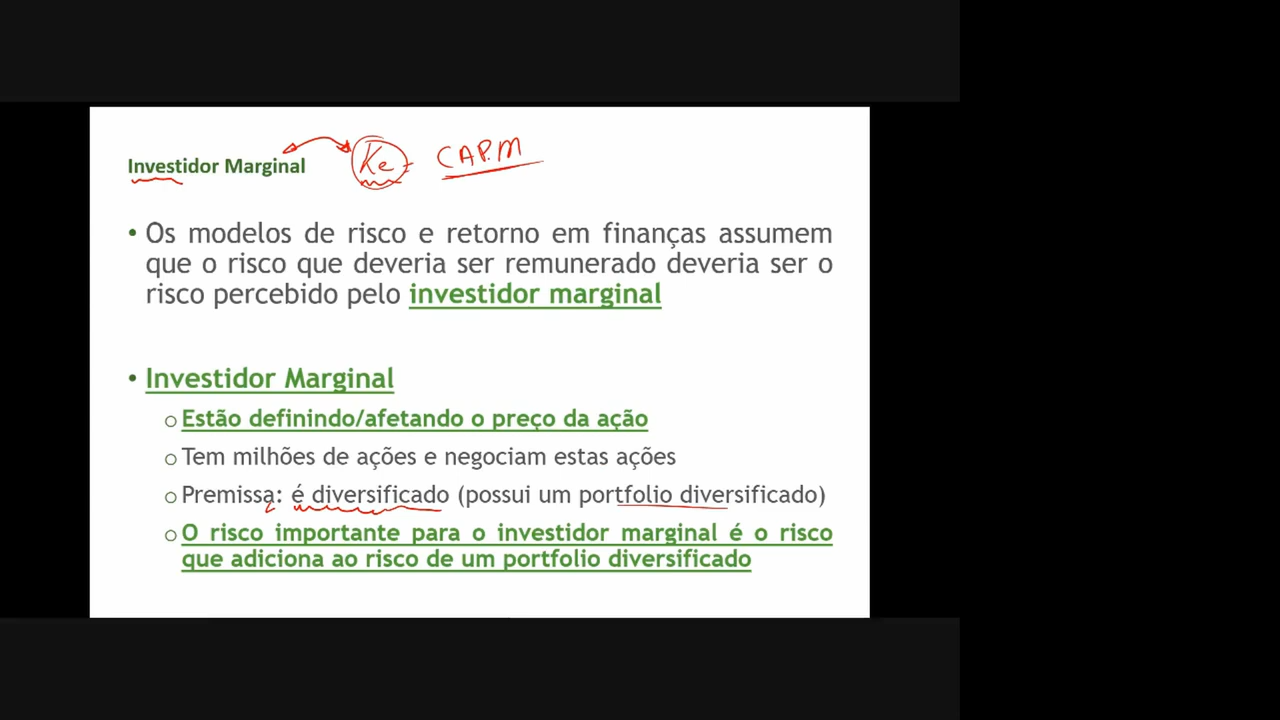 Investidor Marginal Ke CAPM
• Os modelos de risco e retorno em finanças assumem
que o risco que deveria ser remunerado deveria ser o
risco percebido pelo investidor marginal
• Investidor Marginal
o Estão definindo/afetando o preço da ação
o Tem milhões de ações e negociam estas ações
o Premissa: é diversificado (possui um portfolio diversificado)
o O risco importante para o investidor marginal é o risco
que adiciona ao risco de um portfolio diversificado